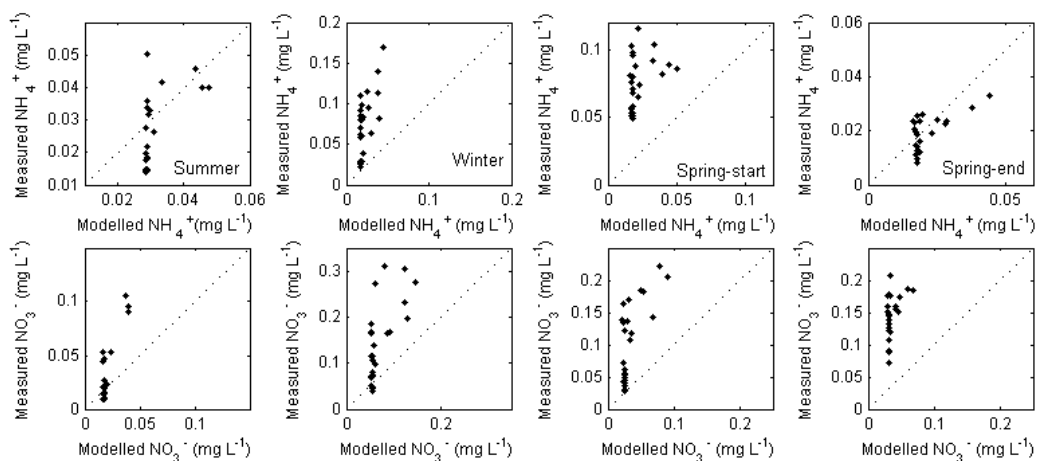 Measured NH4+ (mg L-1)
0.06
0.05
0.04
0.03
0.02
0.01
Summer
0.02 0.04 0.06
Modelled NH4+(mg L-1)
Measured NH4+ (mg L-1)
0.2
0.15
0.1
0.05
0
Winter
0 0.1 0.2
Modelled NH4+ (mg L-1)
Measured NH4+ (mg L-1)
0.1
0.05
0
Spring-start
0 0.05 0.1
Modelled NH4+ (mg L-1)
Measured NH4+ (mg L-1)
0.06
0.04
0.02
0
Spring-end
0 0.05
Modelled NH4+ (mg L-1)
Measured NO3- (mg L-1)
0.1
0.05
0
0 0.05 0.1
Modelled NO3- (mg L-1)
Measured NO3- (mg L-1)
0.3
0.2
0.1
0
0 0.2
Modelled NO3- (mg L-1)
Measured NO3- (mg L-1)
0.2
0.15
0.1
0.05
0
0 0.1 0.2
Modelled NO3- (mg L-1)
Measured NO3- (mg L-1)
0.2
0.15
0.1
0.05
0
0 0.1 0.2
Modelled NO3- (mg L-1)